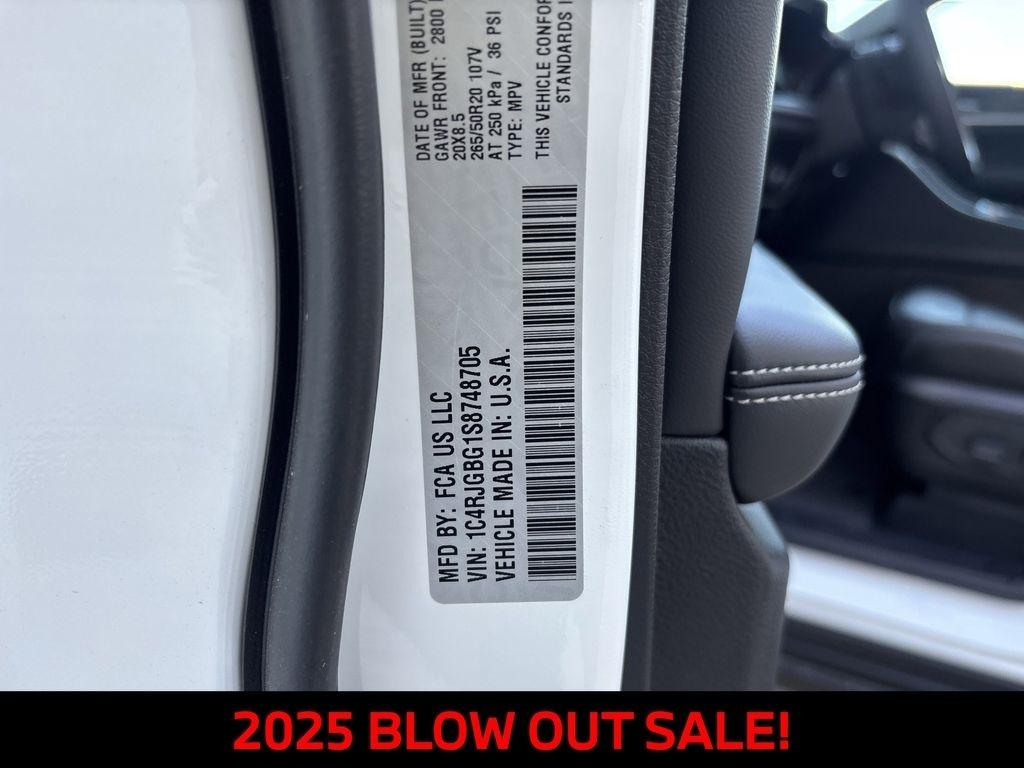 MFD BY: FCA US LLC
VIN: 1C4RJGBG1S8748705
VEHICLE MADE IN: U.S.A.
DATE OF MFR (BUILT)
GAWR FRONT: 2800
20X8.5
265/50R20 107V
AT 250 kPa / 36 PSI
TYPE: MPV
THIS VEHICLE CONFOR
STANDARDS I
2025 BLOW OUT SALE!